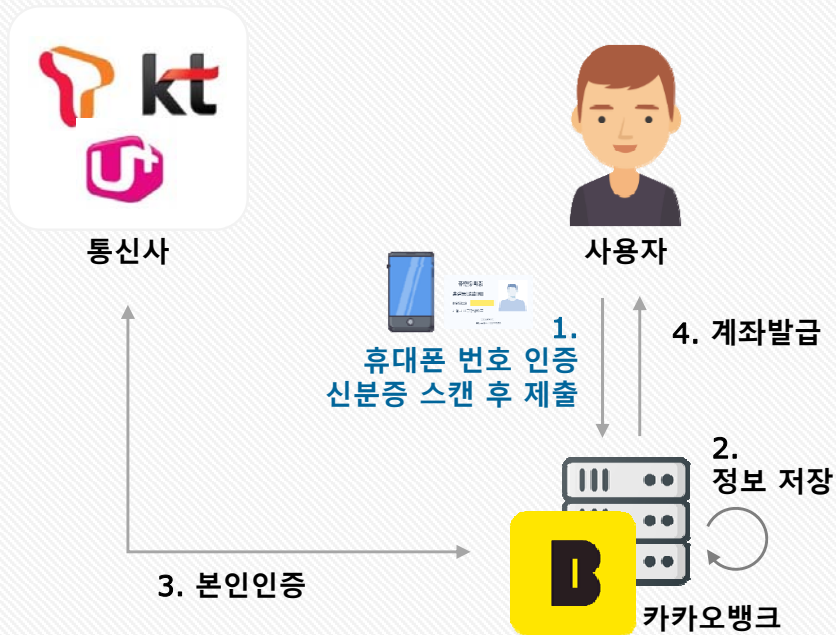 kt
U+
통신사
사용자
1.
휴대폰 번호 인증
신분증 스캔 후 제출
4. 계좌발급
2.
정보 저장
3. 본인인증
B
카카오뱅크